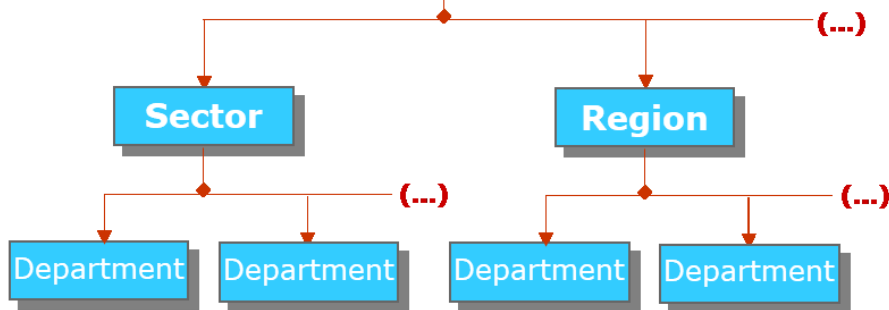 (...)
Sector
Region
(...)
(...)
Department
Department
Department
Department